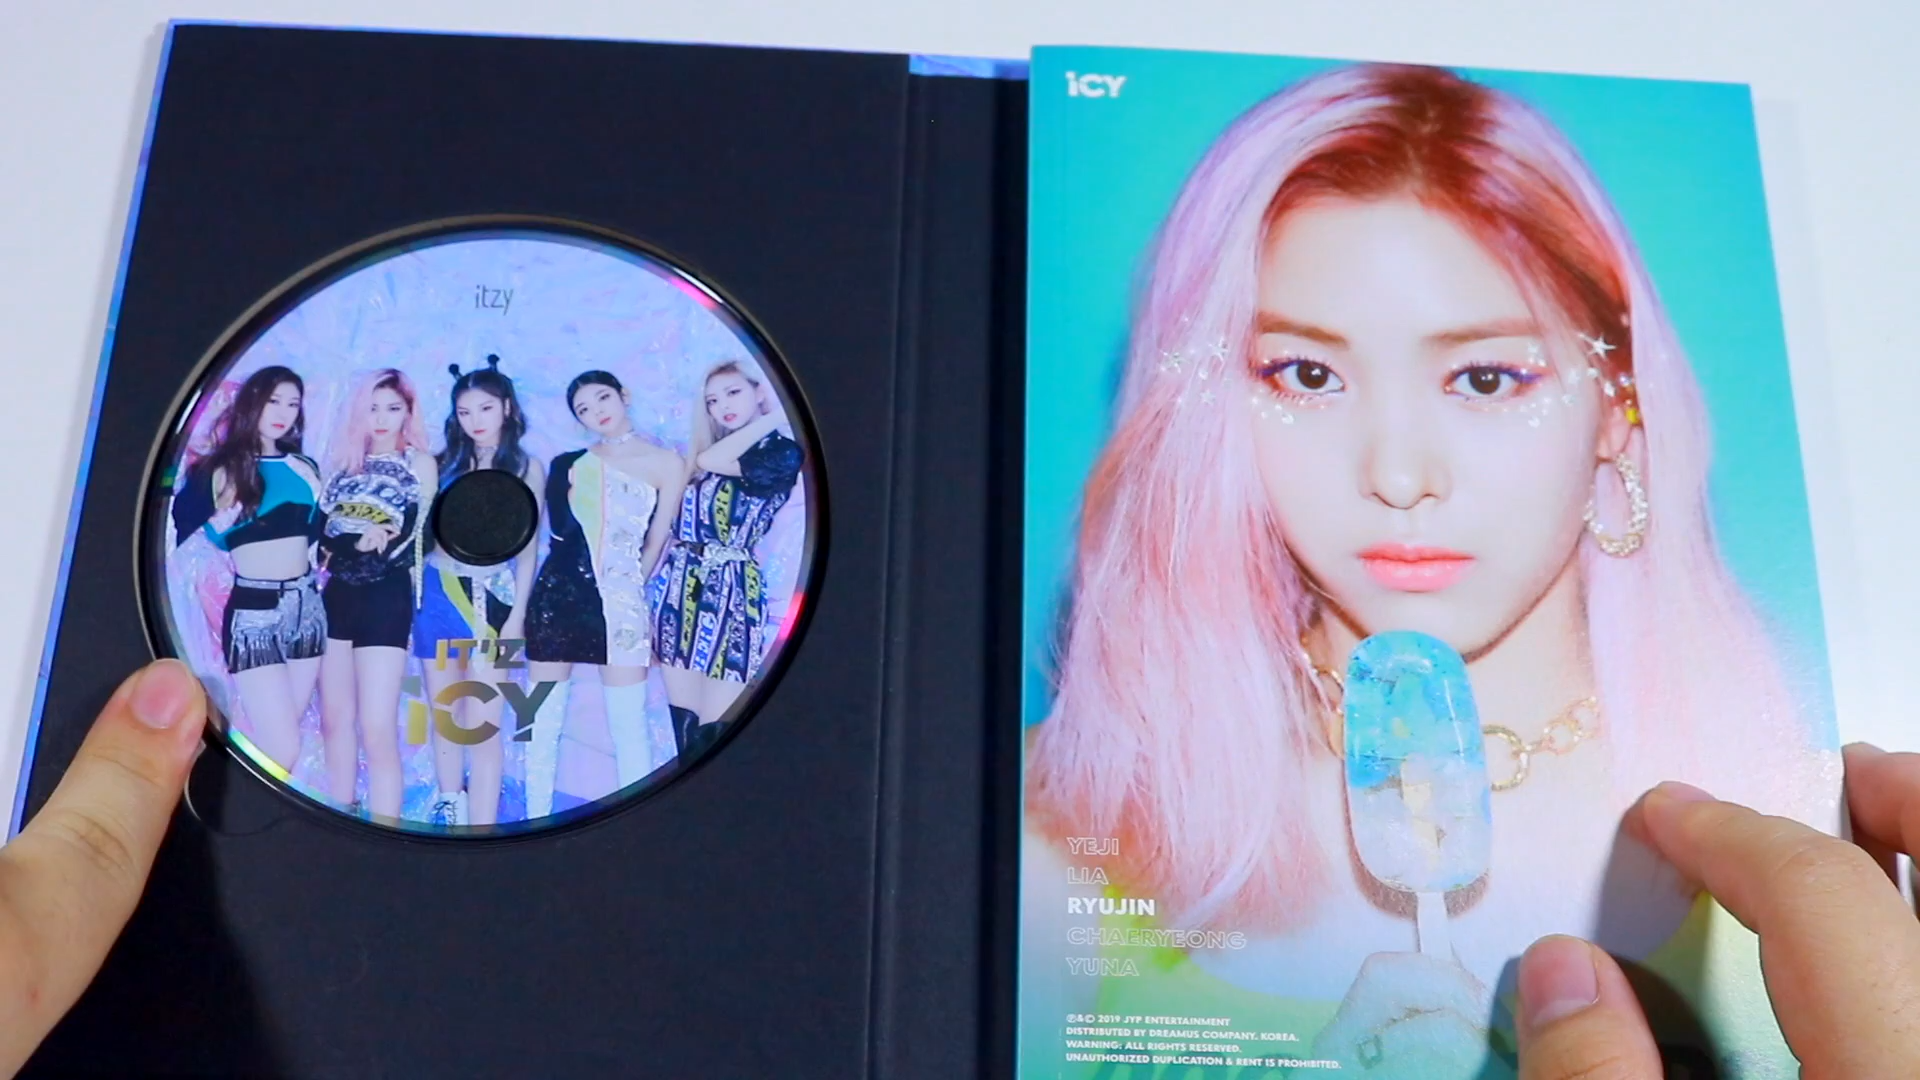 itzy
IT'Z
iCY
iCY
YEJI
LIA
RYUJIN
CHAERYEONG
YUNA
℗&© 2019 JYP ENTERTAINMENT
DISTRIBUTED BY DREAMUS COMPANY. KOREA.
WARNING: ALL RIGHTS RESERVED.
UNAUTHORIZED DUPLICATION & RENT IS PROHIBITED.